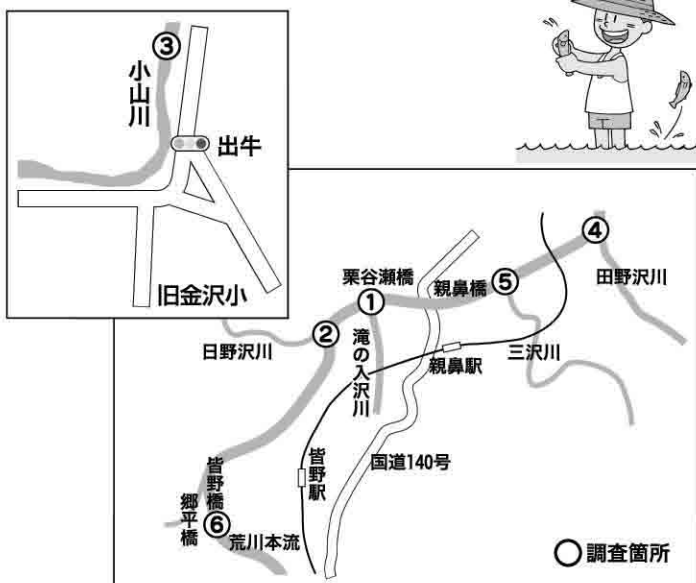 ③
小山川
出牛
旧金沢小
④
栗谷瀬橋
親鼻橋
⑤
田野沢川
①
②
日野沢川
滝の入沢川
親鼻駅
三沢川
皆野橋
郷平橋
皆野駅
国道140号
⑥
荒川本流
○調査箇所